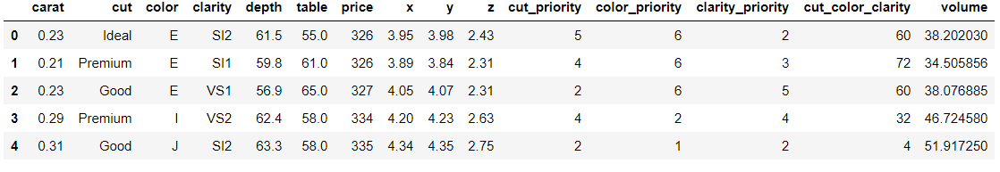 carat cut color clarity depth table price x y z cut_priority color_priority clarity_priority cut_color_clarity volume
0 0.23 Ideal E SI2 61.5 55.0 326 3.95 3.98 2.43 5 6 2 60 38.202030
1 0.21 Premium E SI1 59.8 61.0 326 3.89 3.84 2.31 4 6 3 72 34.505856
2 0.23 Good E VS1 56.9 65.0 327 4.05 4.07 2.31 2 6 5 60 38.076885
3 0.29 Premium I VS2 62.4 58.0 334 4.20 4.23 2.63 4 2 4 32 46.724580
4 0.31 Good J SI2 63.3 58.0 335 4.34 4.35 2.75 2 1 2 4 51.917250